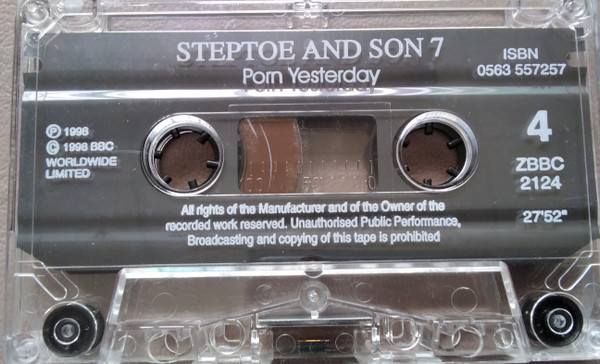 STEPTOE AND SON 7
Porn Yesterday
ISBN
0563 557257
℗ 1998
© 1998 BBC
WORLDWIDE
LIMITED
4
ZBBC
2124
27'52"
All rights of the Manufacturer and of the Owner of the
recorded work reserved. Unauthorised Public Performance,
Broadcasting and copying of this tape is prohibited